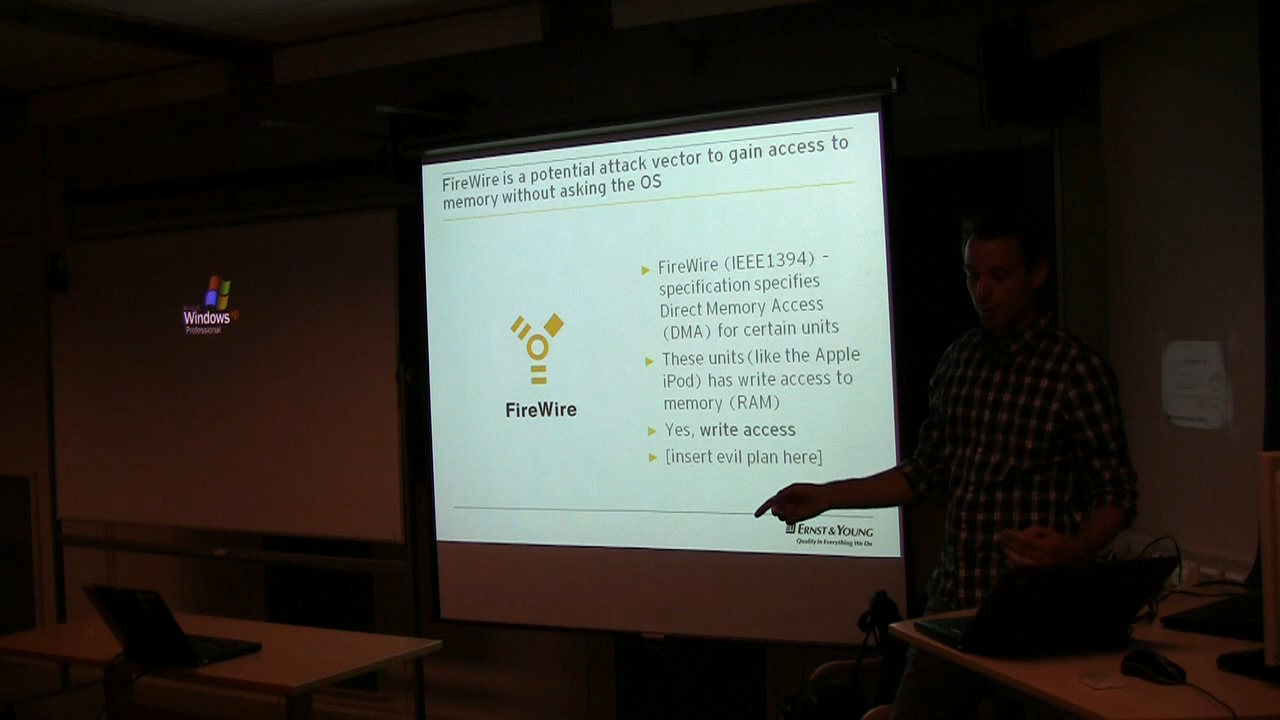 FireWire is a potential attack vector to gain access to
memory without asking the OS
Windows
Professional
FireWire
► FireWire (IEEE1394) –
specification specifies
Direct Memory Access
(DMA) for certain units
► These units (like the Apple
iPod) has write access to
memory (RAM)
► Yes, write access
► [insert evil plan here]
ERNST & YOUNG
Quality In Everything We Do